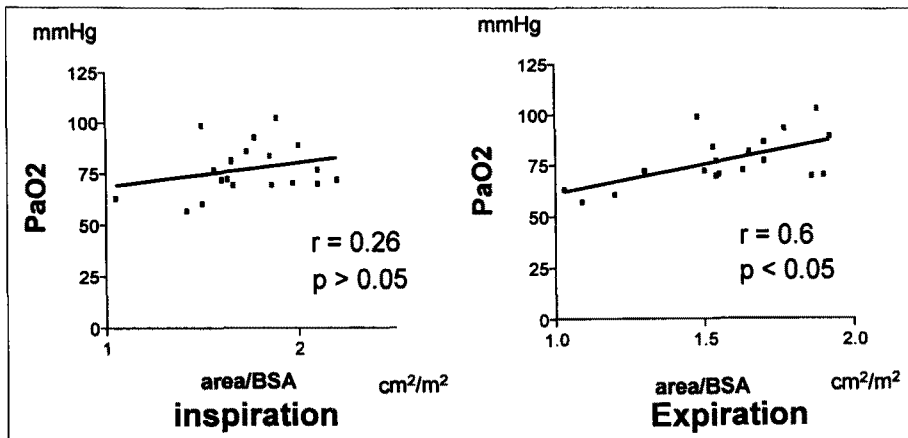 mmHg
125
100
75
50
25
0
PaO2
r = 0.26
p > 0.05
1
2
area/BSA
cm²/m²
inspiration
mmHg
125
100
75
50
25
0
PaO2
r = 0.6
p < 0.05
1.0
1.5
2.0
area/BSA
cm²/m²
Expiration